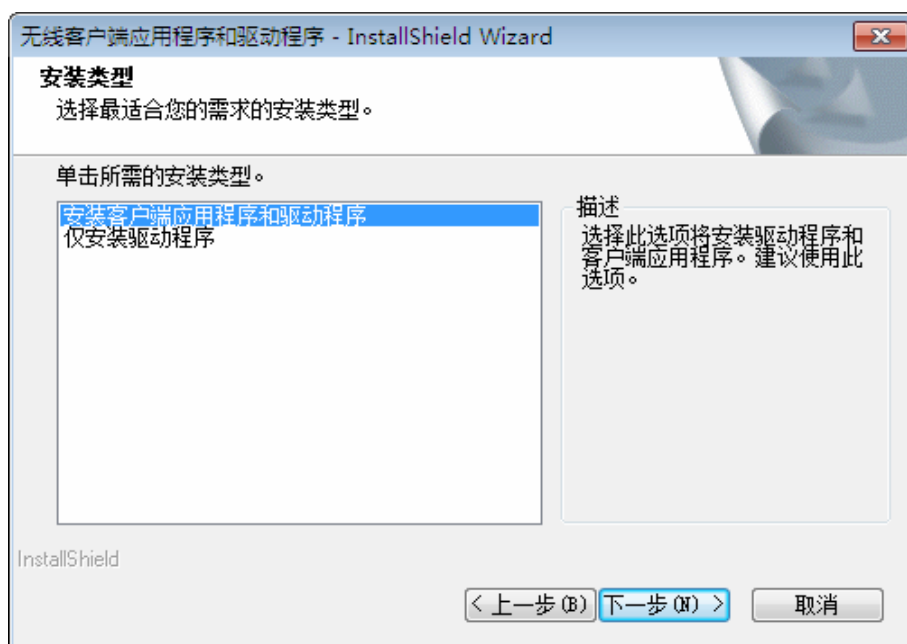 无线客户端应用程序和驱动程序 - InstallShield Wizard
安装类型
选择最适合您的需求的安装类型。
单击所需的安装类型。
安装客户端应用程序和驱动程序
仅安装驱动程序
描述
选择此选项将安装驱动程序和
客户端应用程序。建议使用此
选项。
InstallShield
< 上一步(B)
下一步(N) >
取消